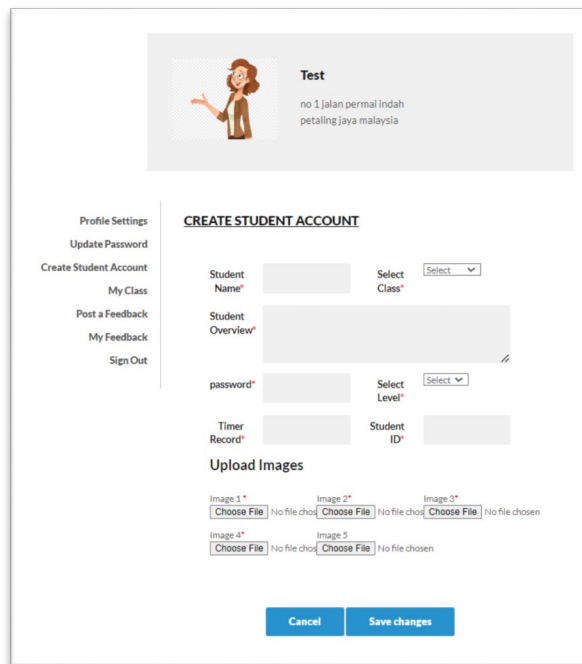 Test
no 1 jalan permai indah
petaling jaya malaysia
Profile Settings
Update Password
Create Student Account
My Class
Post a Feedback
My Feedback
Sign Out
CREATE STUDENT ACCOUNT
Student Name*
Select Class*
Select
Student Overview*
password*
Select Level*
Select
Timer Record*
Student ID*
Upload Images
Image 1 * Image 2* Image 3*
Choose File No file chos Choose File No file chos Choose File No file chosen
Image 4* Image 5
Choose File No file chos Choose File No file chosen
Cancel Save changes